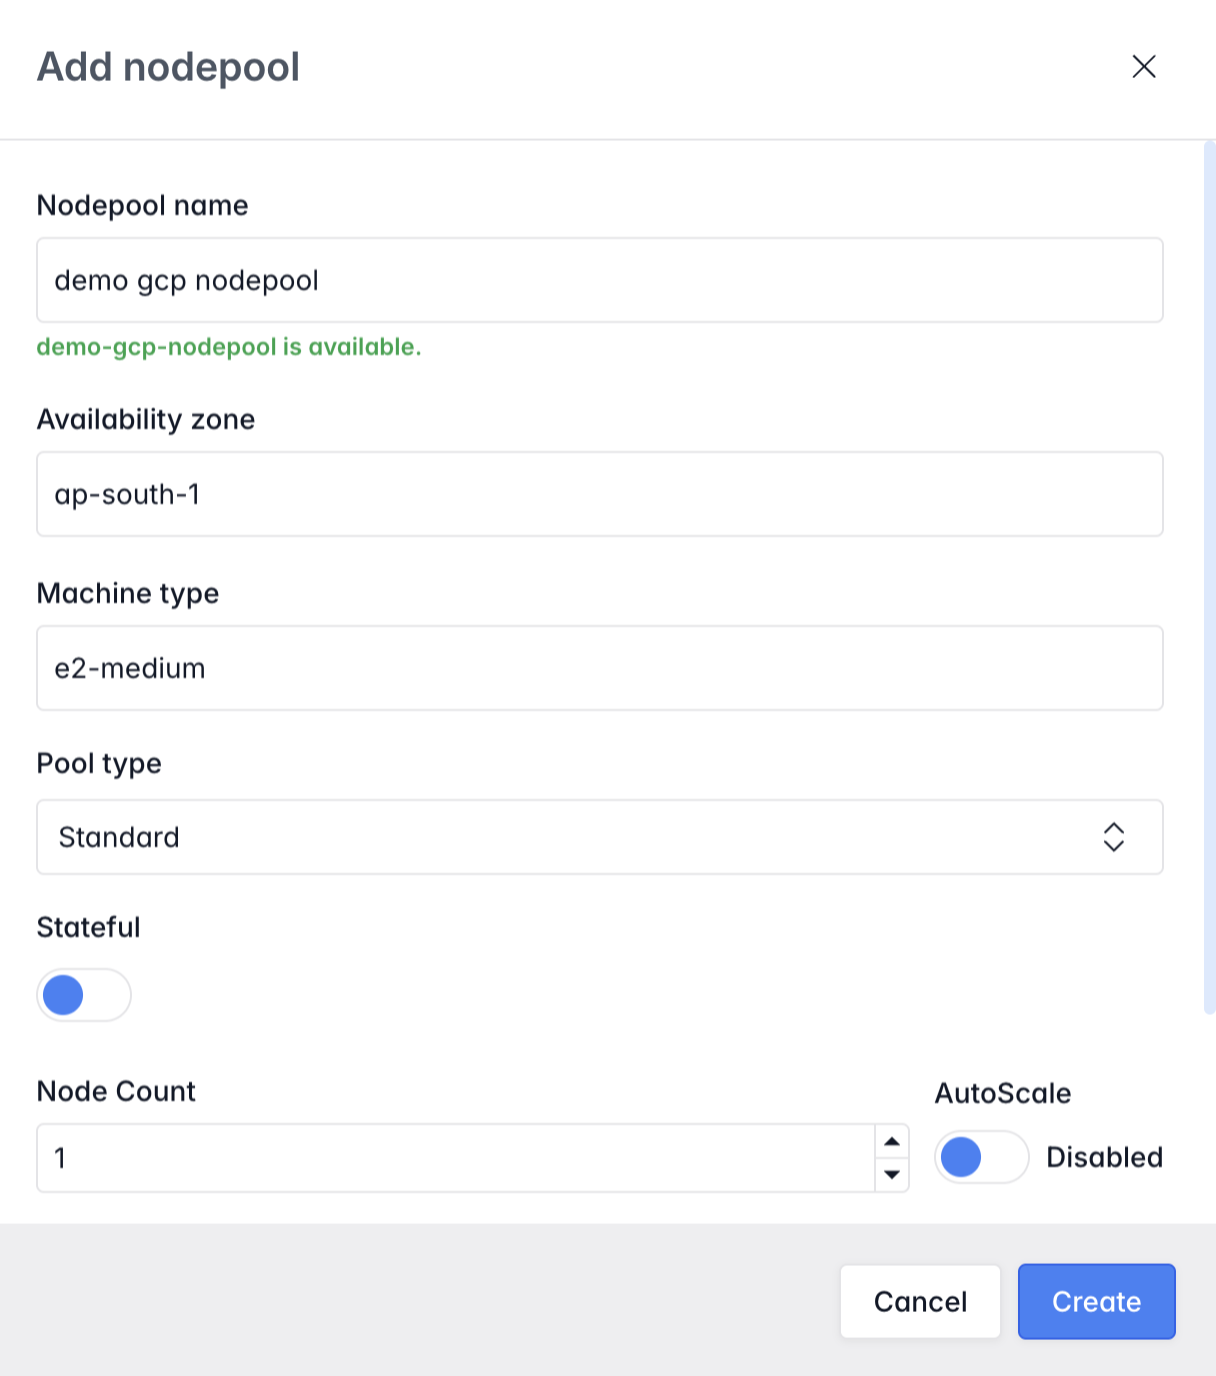 Add nodepool
Nodepool name
demo gcp nodepool
demo-gcp-nodepool is available.
Availability zone
ap-south-1
Machine type
e2-medium
Pool type
Standard
Stateful
Node Count
1
AutoScale
Disabled
Cancel
Create